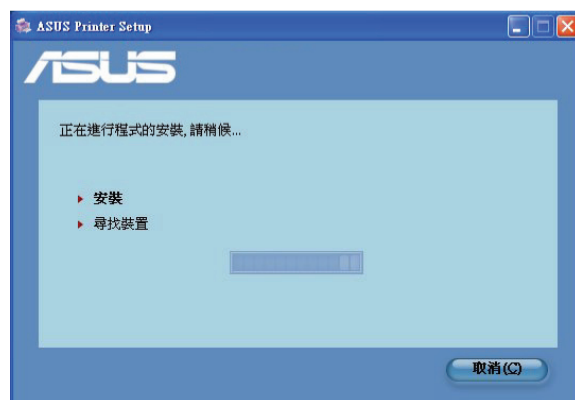 ASUS Printer Setup
ASUS
正在進行程式的安裝, 請稍候...
安裝
尋找裝置
取消(C)